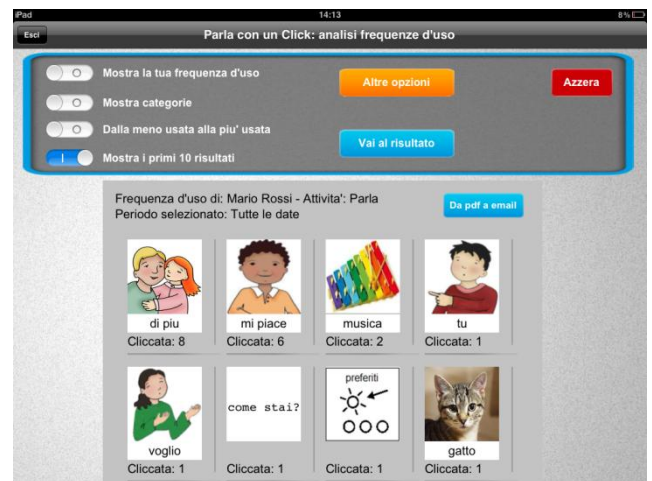 iPad 14:13 8%
Esci Parla con un Click: analisi frequenze d'uso
Mostra la tua frequenza d'uso
Altre opzioni
Azzera
Mostra categorie
Dalla meno usata alla piu' usata
Vai al risultato
Mostra i primi 10 risultati
Frequenza d'uso di: Mario Rossi - Attivita': Parla
Da pdf a email
Periodo selezionato: Tutte le date
di piu mi piace musica tu
Cliccata: 8 Cliccata: 6 Cliccata: 2 Cliccata: 1
preferiti
come stai?
voglio gatto
Cliccata: 1 Cliccata: 1 Cliccata: 1 Cliccata: 1